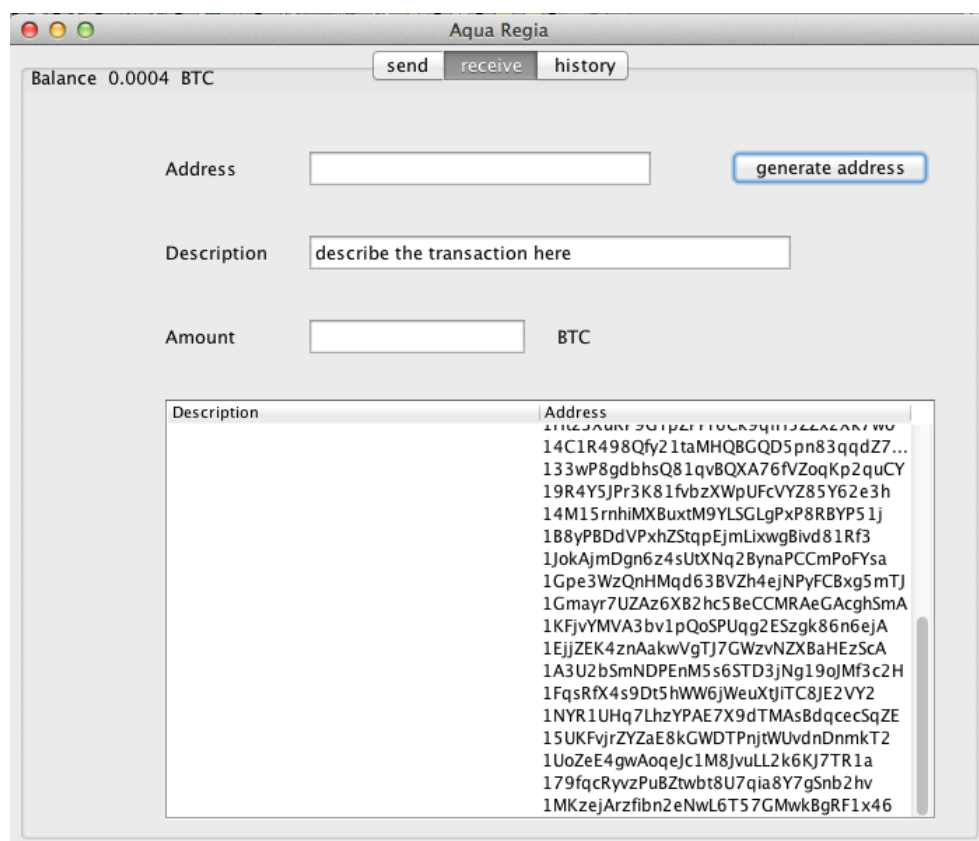 Aqua Regia
send receive history
Balance 0.0004 BTC
Address generate address
Description describe the transaction here
Amount BTC
Description Address
14C1R498Qfy21taMHQBGQD5pn83qqdZ7...
133wP8gdbhsQ81qvBQXA76fVZoqKp2quCY
19R4Y5JPr3K81fvbzXWpUFcVYZ85Y62e3h
14M15rnhiMXBuxtM9YLSGLgPxP8RBYP51j
1B8yPBDdVPxhZStqpEjmLixwgBivd81Rf3
1JokAjmDgn6z4sUtXNq2BynaPCCmPoFYsa
1Gpe3WzQnHMqd63BVZh4ejNPyFCBxg5mTJ
1Gmayr7UZAz6XB2hc5BeCCMRAeGAcghSmA
1KFjvYMVA3bv1pQoSPUqg2ESzgk86n6ejA
1EjjZEK4znAakwVgTJ7GWzvNZXBaHEzScA
1A3U2bSmNDPEnM5s6STD3jNg19oJMf3c2H
1FqsRfX4s9Dt5hWW6jWeuXtJiTC8JE2VY2
1NYR1UHq7LhzYPAE7X9dTMAsBdqcecSqZE
15UKFvjrZYZaE8kGWDTPnjtWUvdnDnmkT2
1UoZeE4gwAoqeJc1M8JvuLL2k6KJ7TR1a
179fqcRyvzPuBZtwbt8U7qia8Y7gSnb2hv
1MKzejArzfibn2eNwL6T57GMwkBgRF1x46